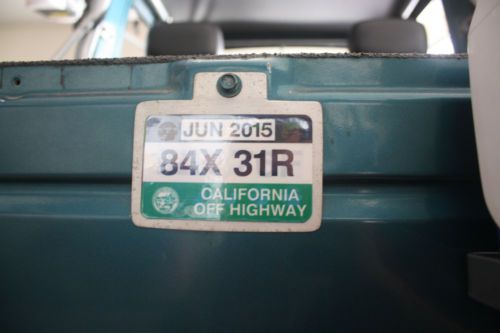 JUN 2015
84X 31R
CALIFORNIA
OFF HIGHWAY